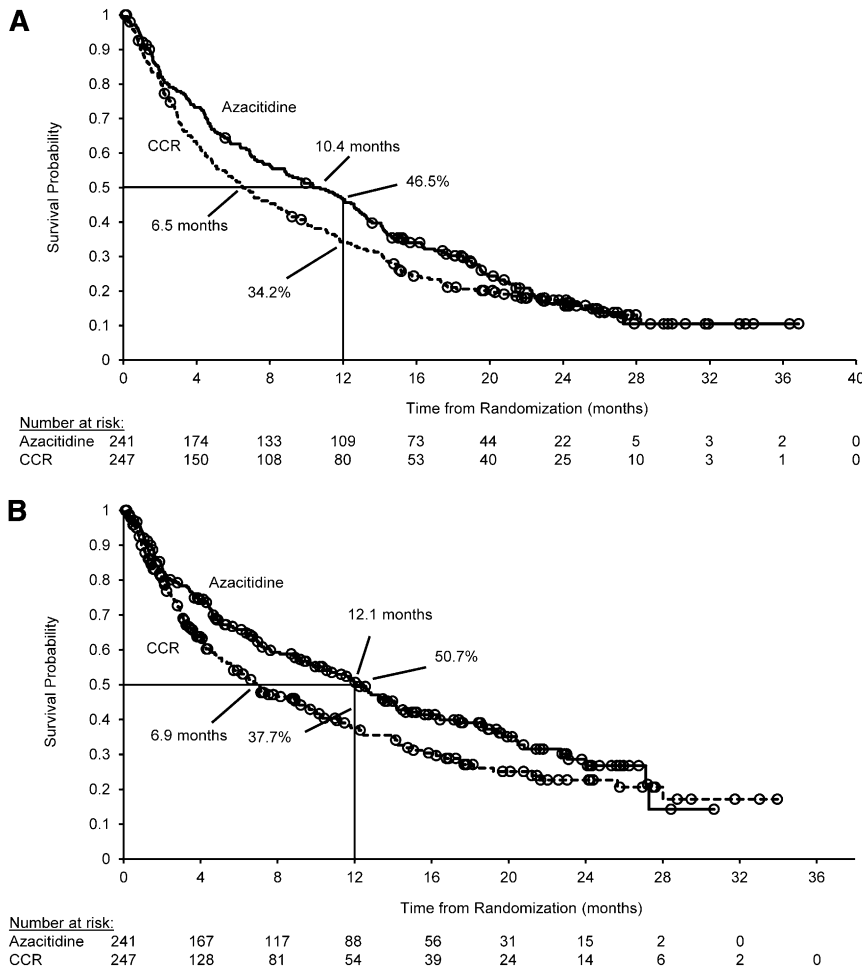 A
1
0.9
0.8
0.7
0.6
0.5
0.4
0.3
0.2
0.1
0
Survival Probability
Azacitidine
CCR
10.4 months
46.5%
6.5 months
34.2%
0 4 8 12 16 20 24 28 32 36 40
Time from Randomization (months)
Number at risk:
Azacitidine 241 174 133 109 73 44 22 5 3 2 0
CCR 247 150 108 80 53 40 25 10 3 1 0
B
1
0.9
0.8
0.7
0.6
0.5
0.4
0.3
0.2
0.1
0
Survival Probability
Azacitidine
CCR
12.1 months
50.7%
6.9 months
37.7%
0 4 8 12 16 20 24 28 32 36
Time from Randomization (months)
Number at risk:
Azacitidine 241 167 117 88 56 31 15 2 0
CCR 247 128 81 54 39 24 14 6 2 0